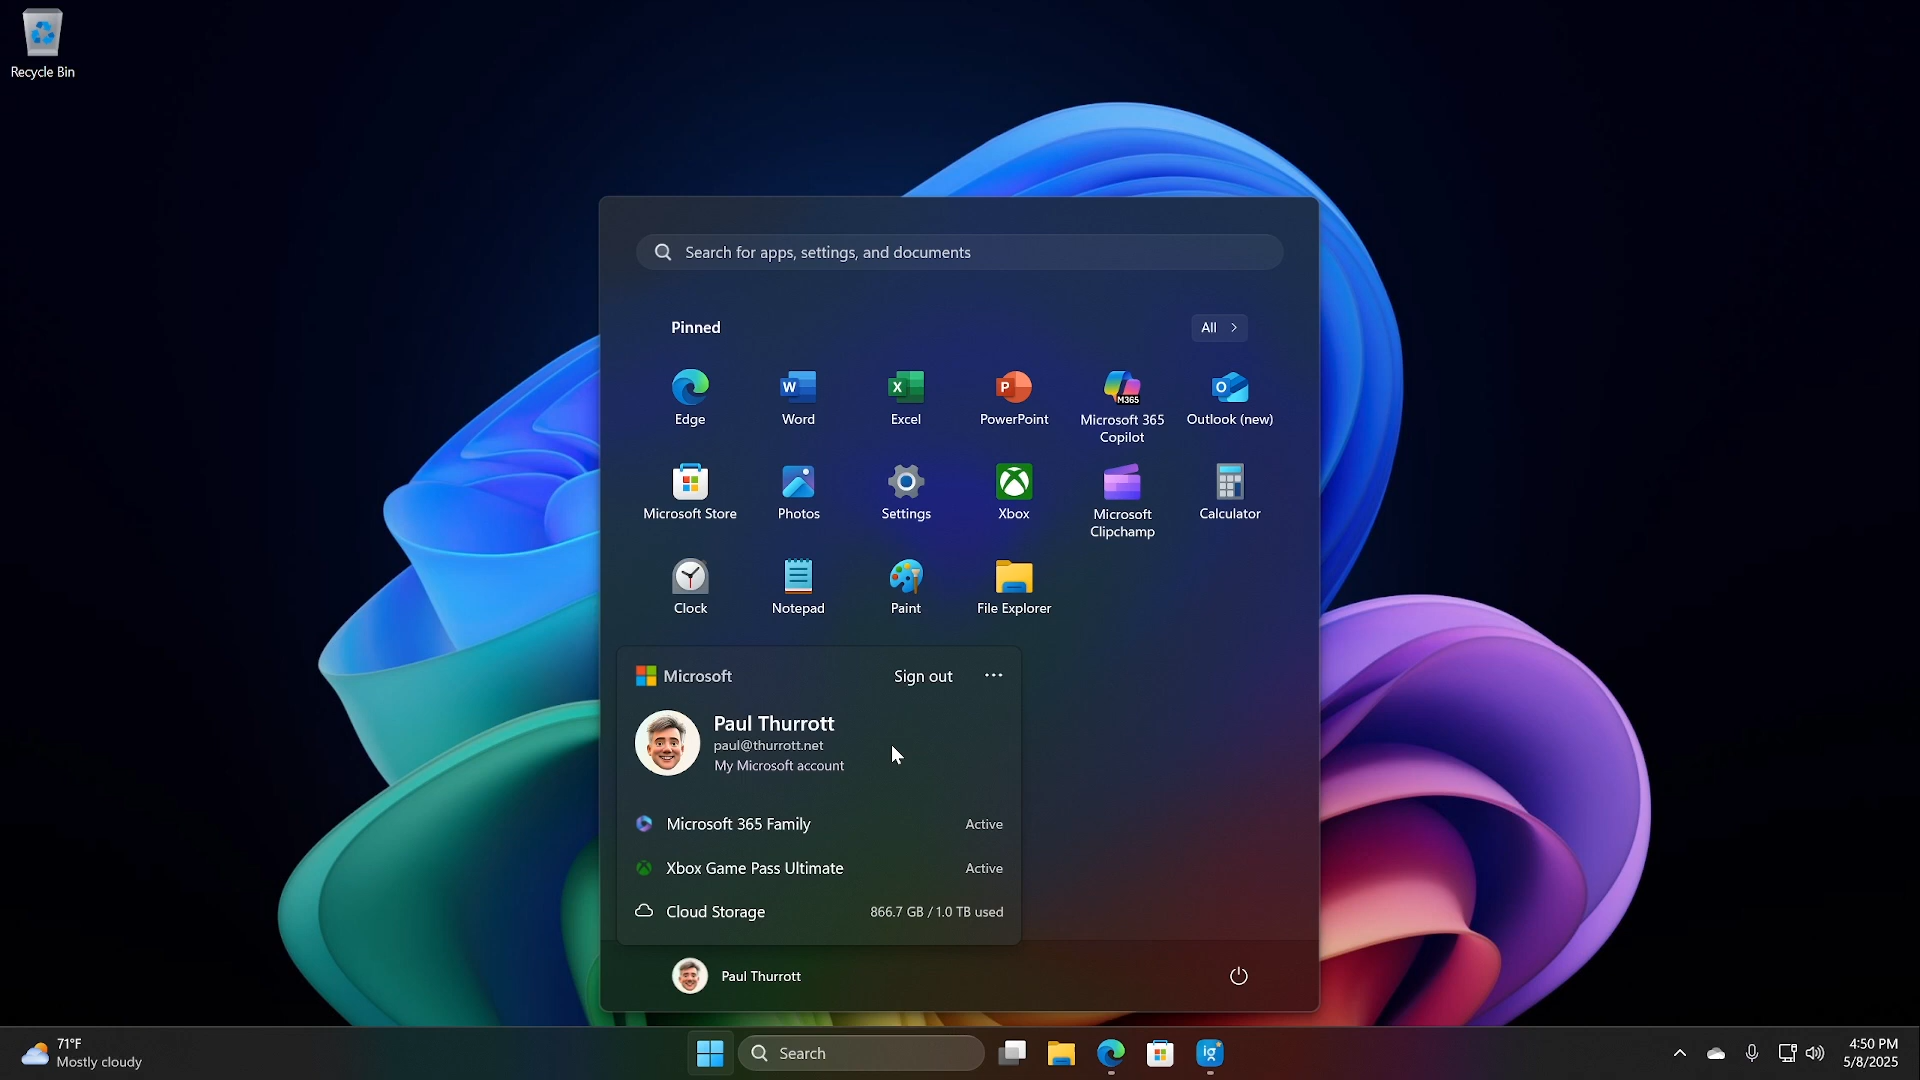 Recycle Bin
Search for apps, settings, and documents
Pinned
All
Edge
Word
Excel
PowerPoint
Microsoft 365
Copilot
Outlook (new)
Microsoft Store
Photos
Settings
Xbox
Microsoft
Clipchamp
Calculator
Clock
Notepad
Paint
File Explorer
Microsoft
Sign out
Paul Thurrott
paul@thurrott.net
My Microsoft account
Microsoft 365 Family
Active
Xbox Game Pass Ultimate
Active
Cloud Storage
866.7 GB / 1.0 TB used
Paul Thurrott
71°F
Mostly cloudy
Search
ig
4:50 PM
5/8/2025
W
X
P
M365
O